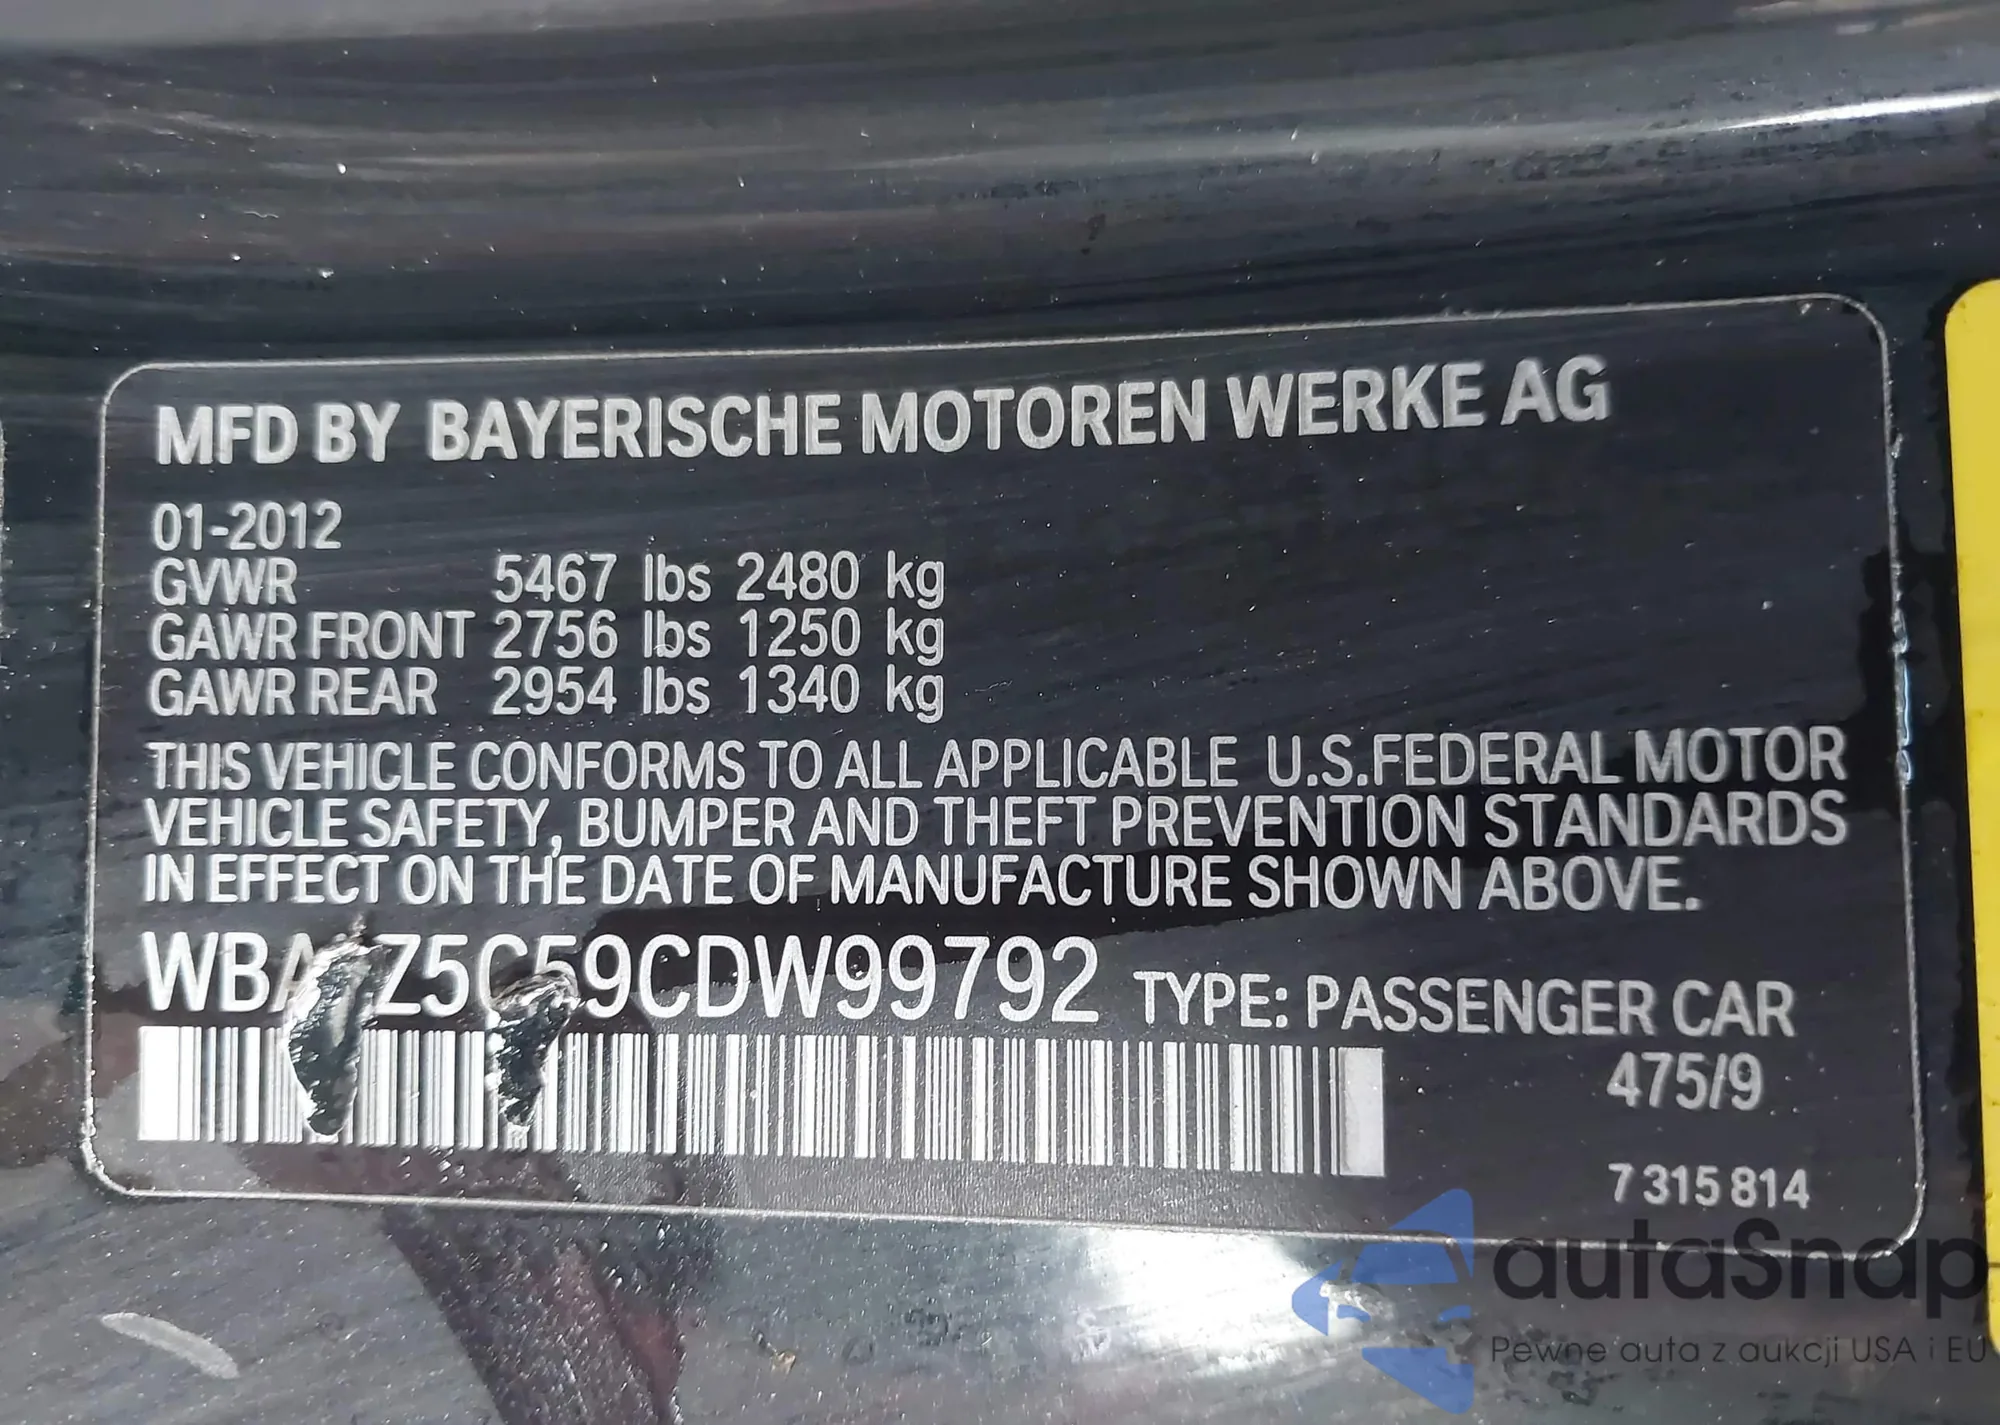 MFD BY BAYERISCHE MOTOREN WERKE AG
01-2012
GVWR 5467 lbs 2480 kg
GAWR FRONT 2756 lbs 1250 kg
GAWR REAR 2954 lbs 1340 kg
THIS VEHICLE CONFORMS TO ALL APPLICABLE U.S.FEDERAL MOTOR
VEHICLE SAFETY, BUMPER AND THEFT PREVENTION STANDARDS
IN EFFECT ON THE DATE OF MANUFACTURE SHOWN ABOVE.
TYPE: PASSENGER CAR
475/9
7 315 814
autaSnap
Pewne auta z aukcji USA i EU